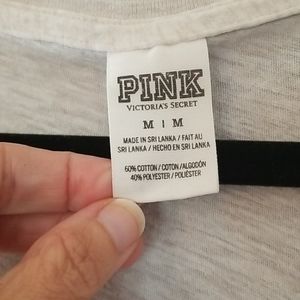 PINK
VICTORIA'S SECRET
M | M
MADE IN SRI LANKA / FAIT AU
SRI LANKA / HECHO EN SRI LANKA
60% COTTON / COTON / ALGODÓN
40% POLYESTER / POLIÉSTER